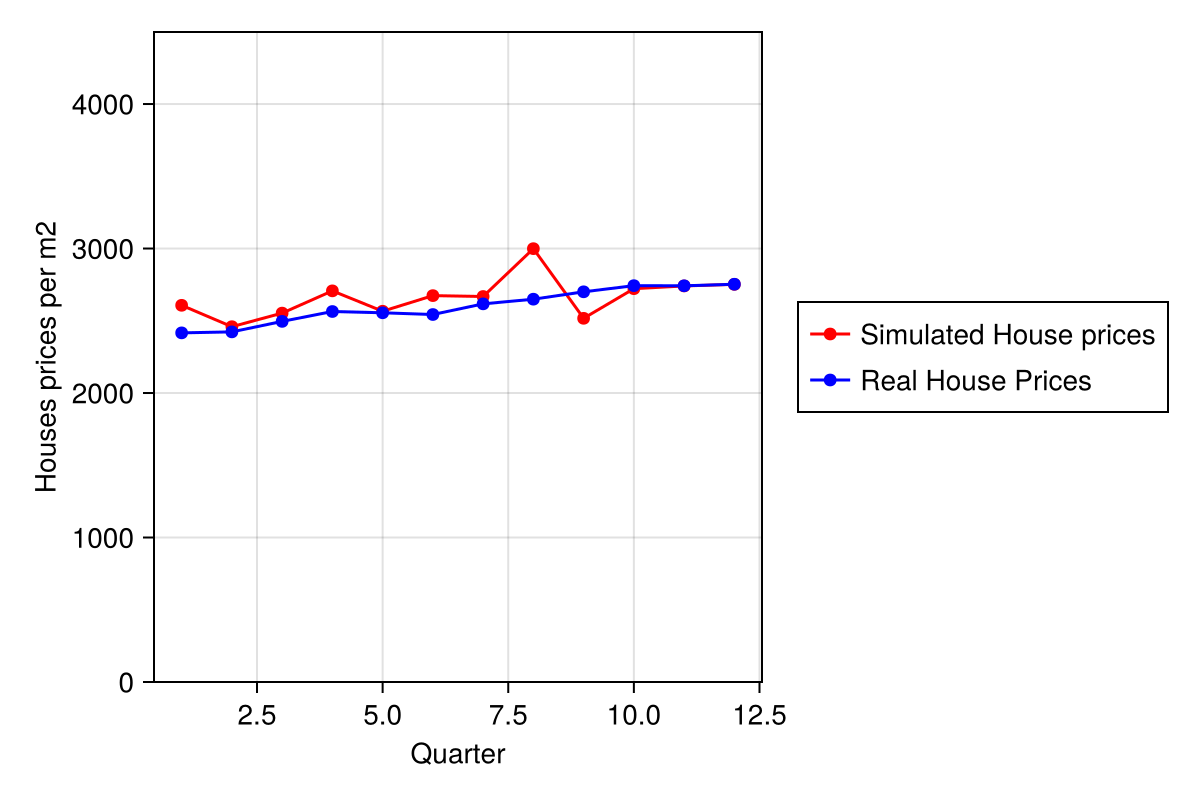 4000
3000
2000
1000
0
Houses prices per m2
2.5
5.0
7.5
10.0
12.5
Quarter
Simulated House prices
Real House Prices